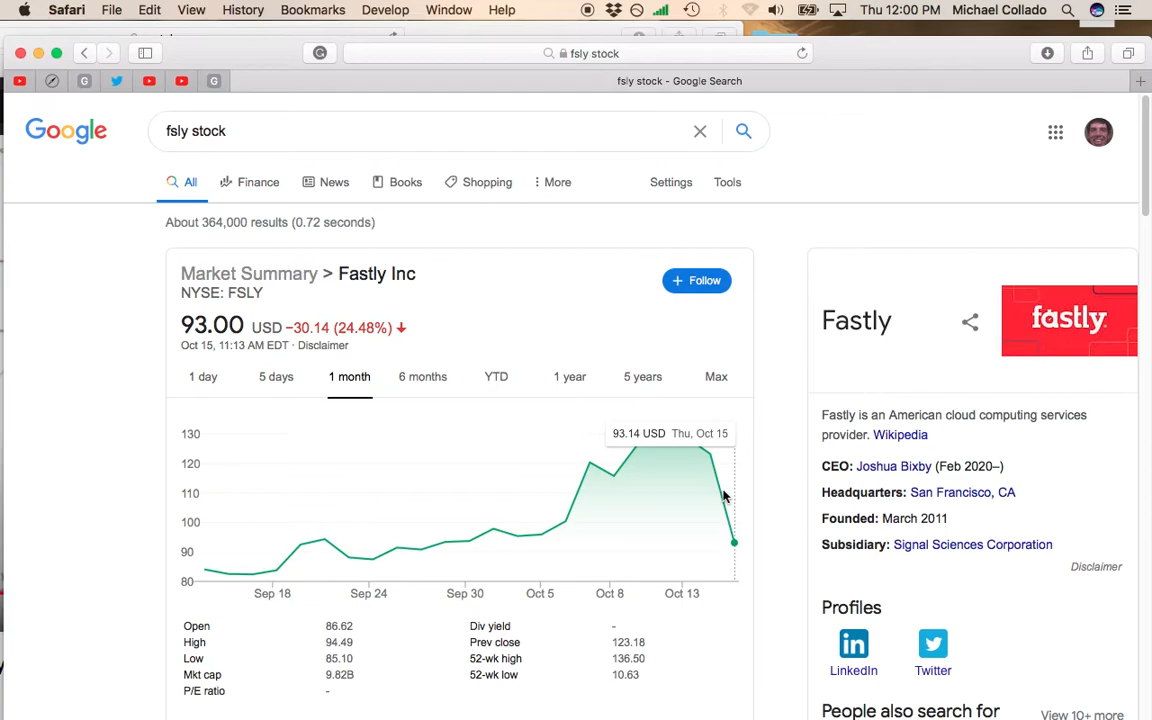 Safari File Edit View History Bookmarks Develop Window Help Thu 12:00 PM Michael Collado
fsly stock
fsly stock - Google Search
Google
fsly stock
All Finance News Books Shopping More Settings Tools
About 364,000 results (0.72 seconds)
Market Summary > Fastly Inc
NYSE: FSLY
+ Follow
93.00 USD −30.14 (24.48%)
Oct 15, 11:13 AM EDT · Disclaimer
1 day 5 days 1 month 6 months YTD 1 year 5 years Max
93.14 USD Thu, Oct 15
130
120
110
100
90
80
Sep 18 Sep 24 Sep 30 Oct 5 Oct 8 Oct 13
Open 86.62 Div yield -
High 94.49 Prev close 123.18
Low 85.10 52-wk high 136.50
Mkt cap 9.82B 52-wk low 10.63
P/E ratio -
Fastly
fastly.
Fastly is an American cloud computing services
provider. Wikipedia
CEO: Joshua Bixby (Feb 2020–)
Headquarters: San Francisco, CA
Founded: March 2011
Subsidiary: Signal Sciences Corporation
Disclaimer
Profiles
LinkedIn Twitter
People also search for View 10+ more